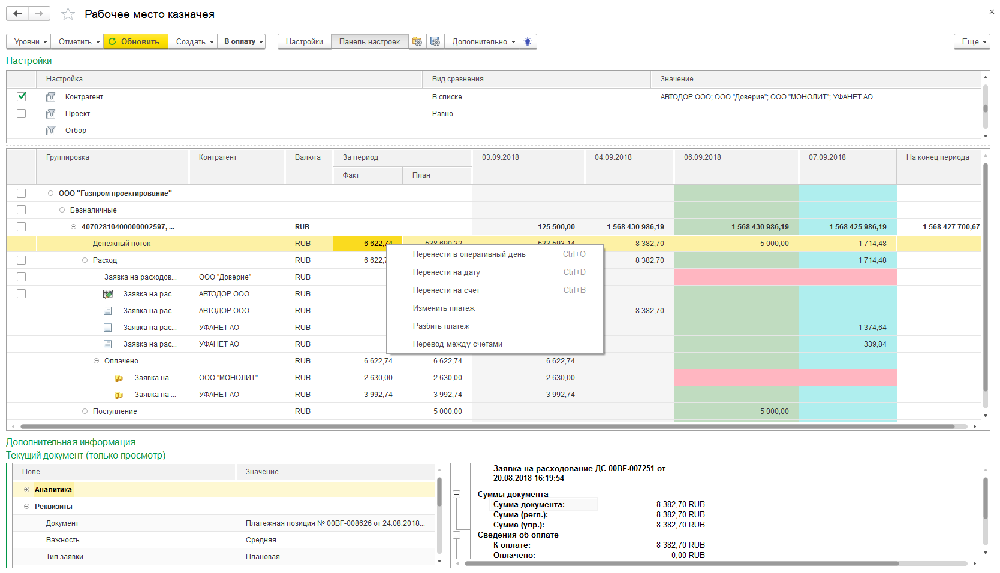 Рабочее место казначея
Уровни Отметить Обновить Создать В оплату Настройки Панель настроек Дополнительно Еще
Настройки
Настройка Вид сравнения Значение
Контрагент В списке АВТОДОР ООО; ООО "Доверие"; ООО "МОНОЛИТ"; УФАНЕТ АО
Проект Равно
Отбор
Группировка Контрагент Валюта За период 03.09.2018 04.09.2018 06.09.2018 07.09.2018 На конец периода
Факт План
ООО "Газпром проектирование"
Безналичные
40702810400000002597, ... RUB 125 500,00 -1 568 430 986,19 -1 568 430 986,19 -1 568 425 986,19 -1 568 427 700,67
Денежный поток RUB -6 622,74 -538 690,32 -533 593,14 -8 382,70 5 000,00 -1 714,48
Перенести в оперативный день Ctrl+O
Расход RUB 6 622,7 8 382,70 1 714,48
Перенести на дату Ctrl+D
Заявка на расходов... ООО "Доверие" RUB
Перенести на счет Ctrl+B
Заявка на рас... АВТОДОР ООО RUB
Изменить платеж
Заявка на рас... АВТОДОР ООО RUB 8 382,70
Разбить платеж
Заявка на рас... УФАНЕТ АО RUB 1 374,64
Перевод между счетами
Заявка на рас... УФАНЕТ АО RUB 339,84
Оплачено RUB 6 622,74 6 622,74 6 622,74
Заявка на ... ООО "МОНОЛИТ" RUB 2 630,00 2 630,00 2 630,00
Заявка на ... УФАНЕТ АО RUB 3 992,74 3 992,74 3 992,74
Поступление RUB 5 000,00 5 000,00
Дополнительная информация
Текущий документ (только просмотр)
Поле Значение
Аналитика
Реквизиты
Документ Платежная позиция № 00BF-008626 от 24.08.2018...
Важность Средняя
Тип заявки Плановая
Заявка на расходование ДС 00BF-007251 от
20.08.2018 16:19:54
Суммы документа
Сумма документа: 8 382,70 RUB
Сумма (регл.): 8 382,70 RUB
Сумма (упр.): 8 382,70 RUB
Сведения об оплате
К оплате: 8 382,70 RUB
Оплачено: 0,00 RUB